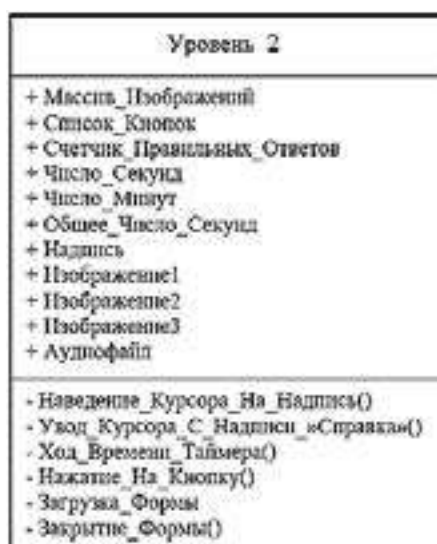 Уровень 2
+ Массив_Изображений
+ Список_Кнопок
+ Счетчик_Правильных_Ответов
+ Число_Секунд
+ Число_Минут
+ Общее_Число_Секунд
+ Надпись
+ Изображение1
+ Изображение2
+ Изображение3
+ Аудиофайл
- Наведение_Курсора_На_Надпись()
- Увод_Курсора_С_Надписи_»Справка»()
- Ход_Времени_Таймера()
- Нажатие_На_Кнопку()
- Загрузка_Формы
- Закрытие_Формы()